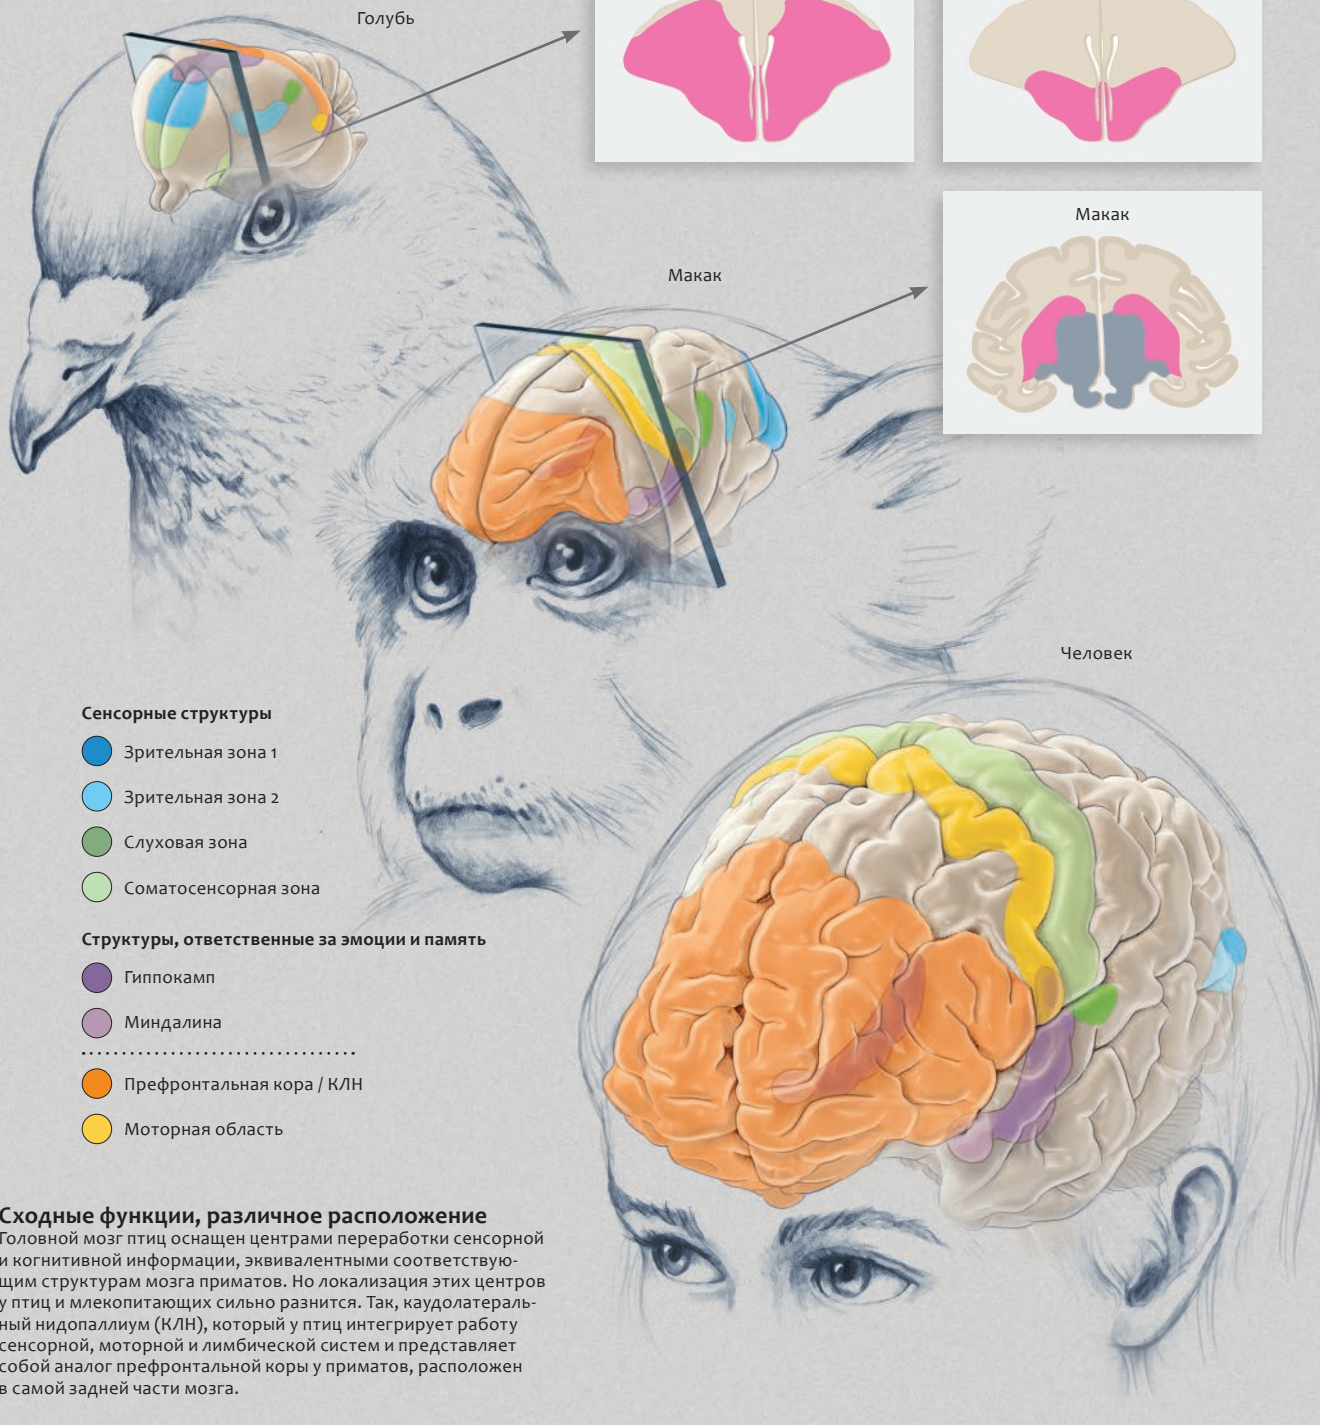 Голубь
Макак
Макак
Человек
Сенсорные структуры
Зрительная зона 1
Зрительная зона 2
Слуховая зона
Соматосенсорная зона
Структуры, ответственные за эмоции и память
Гиппокамп
Миндалина
Префронтальная кора / КЛН
Моторная область
Сходные функции, различное расположение
Головной мозг птиц оснащен центрами переработки сенсорной
и когнитивной информации, эквивалентными соответствую-
щим структурам мозга приматов. Но локализация этих центров
у птиц и млекопитающих сильно разнится. Так, каудолатераль-
ный нидопаллиум (КЛН), который у птиц интегрирует работу
сенсорной, моторной и лимбической систем и представляет
собой аналог префронтальной коры у приматов, расположен
в самой задней части мозга.